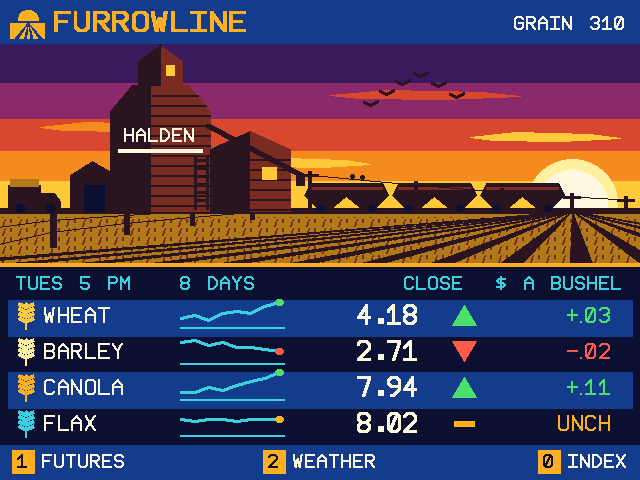 FURROWLINE GRAIN 310
HALDEN
TUES 5 PM 8 DAYS CLOSE $ A BUSHEL
WHEAT 4.18 +.03
BARLEY 2.71 -.02
CANOLA 7.94 +.11
FLAX 8.02 UNCH
1 FUTURES 2 WEATHER 0 INDEX